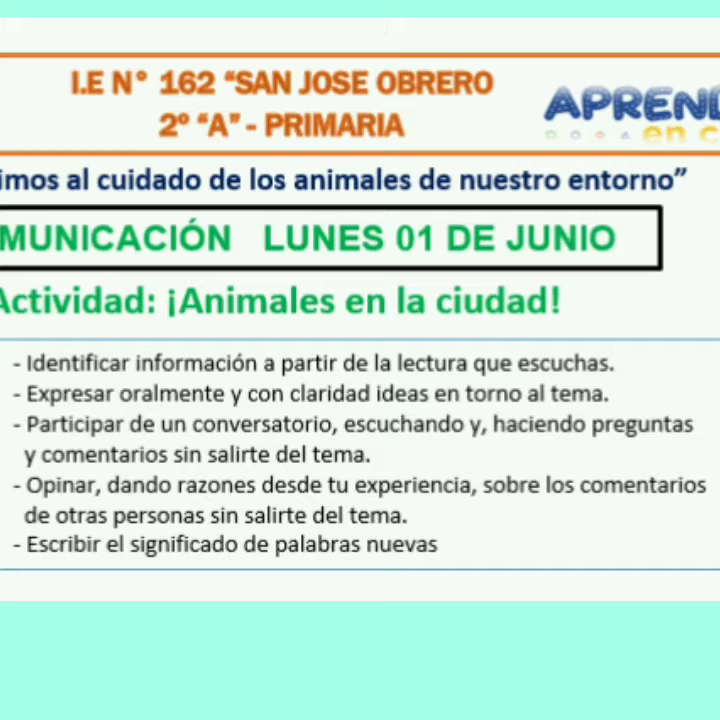 I.E N° 162 “SAN JOSE OBRERO
2° “A” - PRIMARIA
APREND
en c
imos al cuidado de los animales de nuestro entorno”
MUNICACIÓN LUNES 01 DE JUNIO
Actividad: ¡Animales en la ciudad!
- Identificar información a partir de la lectura que escuchas.
- Expresar oralmente y con claridad ideas en torno al tema.
- Participar de un conversatorio, escuchando y, haciendo preguntas
y comentarios sin salirte del tema.
- Opinar, dando razones desde tu experiencia, sobre los comentarios
de otras personas sin salirte del tema.
- Escribir el significado de palabras nuevas